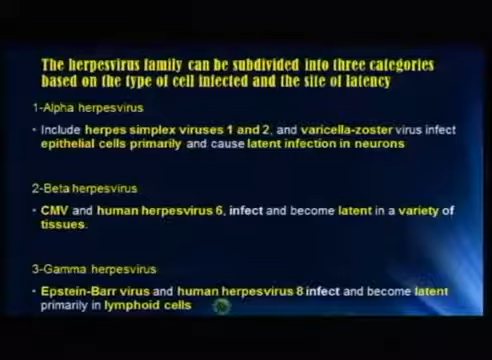 The herpesvirus family can be subdivided into three categories
based on the type of cell infected and the site of latency
1-Alpha herpesvirus
• Include herpes simplex viruses 1 and 2, and varicella-zoster virus infect
epithelial cells primarily and cause latent infection in neurons
2-Beta herpesvirus
• CMV and human herpesvirus 6, infect and become latent in a variety of
tissues.
3-Gamma herpesvirus
• Epstein-Barr virus and human herpesvirus 8 infect and become latent
primarily in lymphoid cells